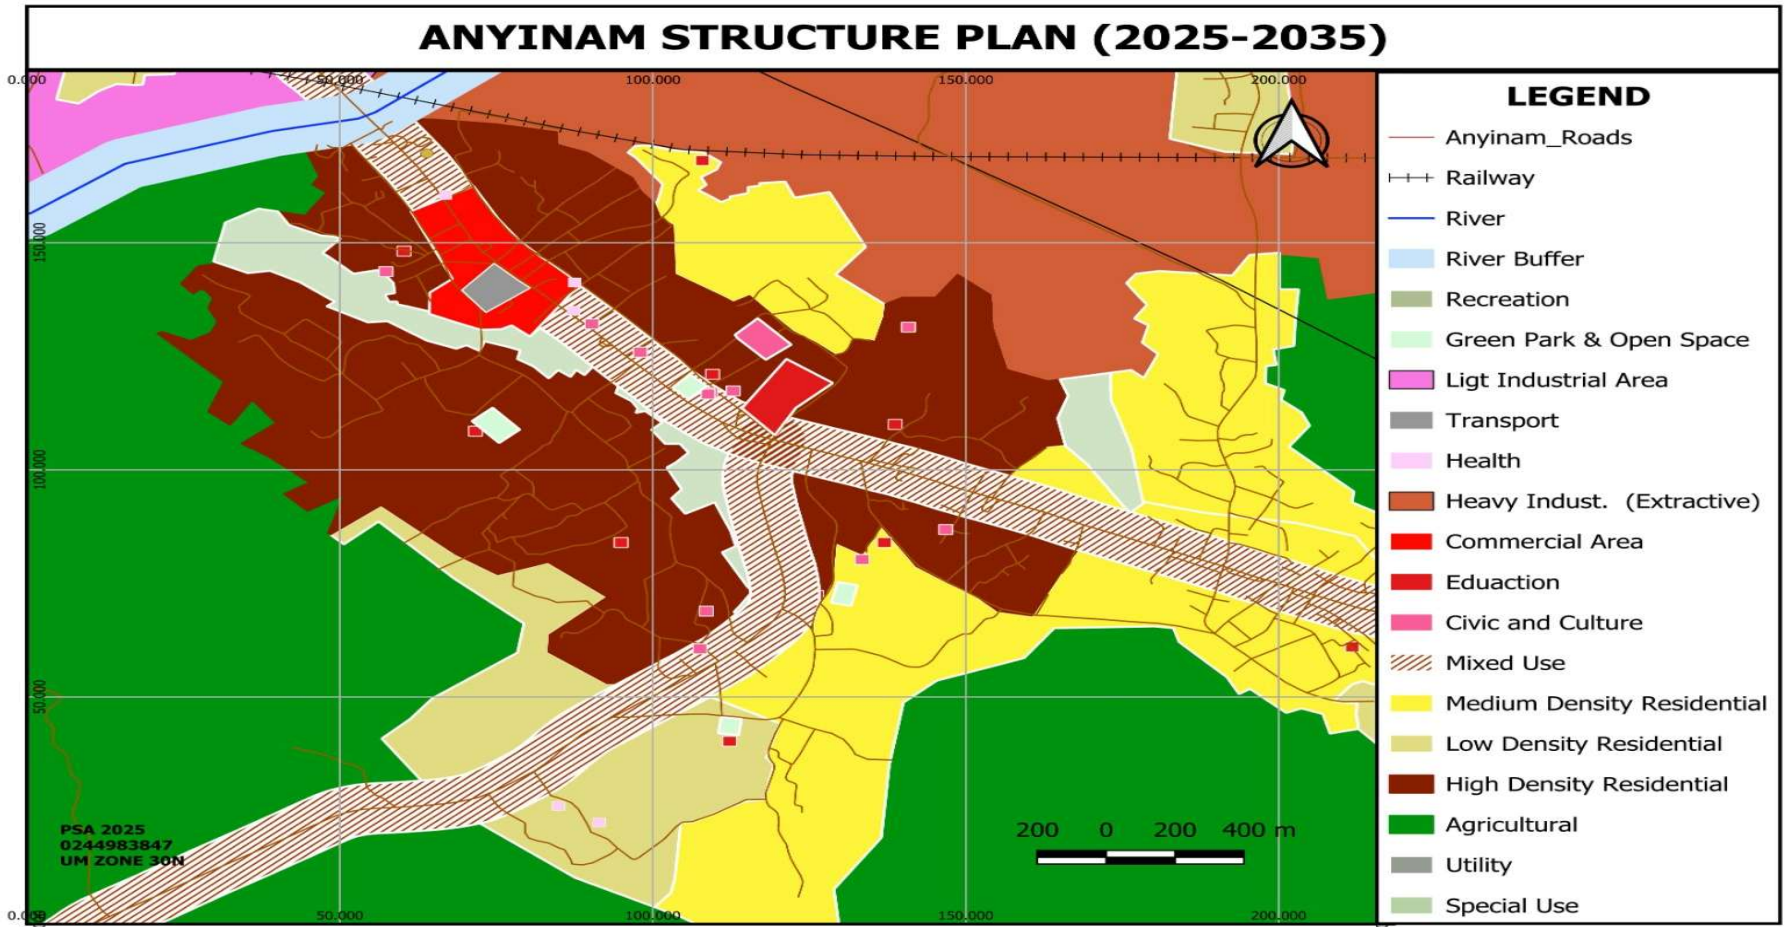 ANYINAM STRUCTURE PLAN (2025-2035)
0.000 50.000 100.000 150.000 200.000
150.000
100.000
50.000
PSA 2025
0244983847
UM ZONE 30N
200 0 200 400 m
0.000 50.000 100.000 150.000 200.000
LEGEND
Anyinam_Roads
Railway
River
River Buffer
Recreation
Green Park & Open Space
Ligt Industrial Area
Transport
Health
Heavy Indust. (Extractive)
Commercial Area
Eduaction
Civic and Culture
Mixed Use
Medium Density Residential
Low Density Residential
High Density Residential
Agricultural
Utility
Special Use